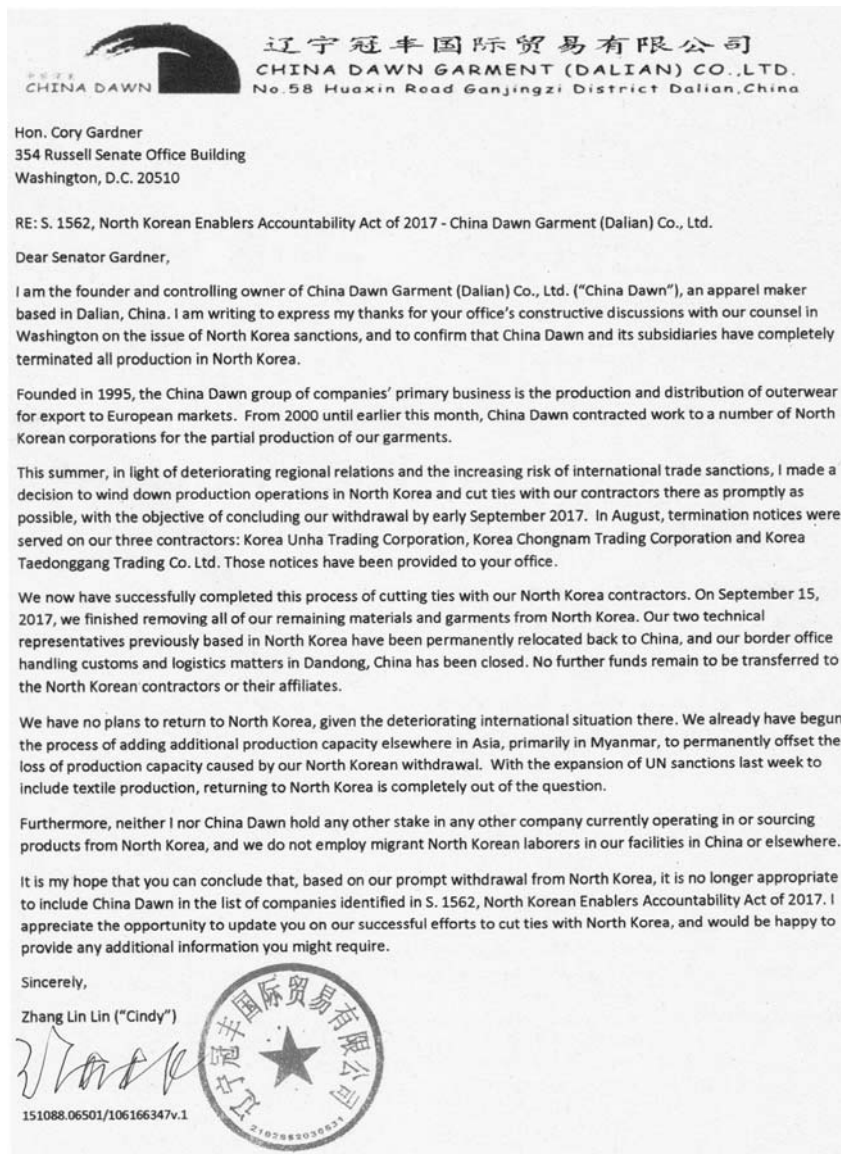 辽宁冠丰国际贸易有限公司
CHINA DAWN GARMENT (DALIAN) CO.,LTD.
No.58 Huaxin Road Ganjingzi District Dalian,China
CHINA DAWN
Hon. Cory Gardner
354 Russell Senate Office Building
Washington, D.C. 20510
RE: S. 1562, North Korean Enablers Accountability Act of 2017 - China Dawn Garment (Dalian) Co., Ltd.
Dear Senator Gardner,
I am the founder and controlling owner of China Dawn Garment (Dalian) Co., Ltd. (“China Dawn”), an apparel maker
based in Dalian, China. I am writing to express my thanks for your office’s constructive discussions with our counsel in
Washington on the issue of North Korea sanctions, and to confirm that China Dawn and its subsidiaries have completely
terminated all production in North Korea.
Founded in 1995, the China Dawn group of companies’ primary business is the production and distribution of outerwear
for export to European markets. From 2000 until earlier this month, China Dawn contracted work to a number of North
Korean corporations for the partial production of our garments.
This summer, in light of deteriorating regional relations and the increasing risk of international trade sanctions, I made a
decision to wind down production operations in North Korea and cut ties with our contractors there as promptly as
possible, with the objective of concluding our withdrawal by early September 2017. In August, termination notices were
served on our three contractors: Korea Unha Trading Corporation, Korea Chongnam Trading Corporation and Korea
Taedonggang Trading Co. Ltd. Those notices have been provided to your office.
We now have successfully completed this process of cutting ties with our North Korea contractors. On September 15,
2017, we finished removing all of our remaining materials and garments from North Korea. Our two technical
representatives previously based in North Korea have been permanently relocated back to China, and our border office
handling customs and logistics matters in Dandong, China has been closed. No further funds remain to be transferred to
the North Korean contractors or their affiliates.
We have no plans to return to North Korea, given the deteriorating international situation there. We already have begun
the process of adding additional production capacity elsewhere in Asia, primarily in Myanmar, to permanently offset the
loss of production capacity caused by our North Korean withdrawal. With the expansion of UN sanctions last week to
include textile production, returning to North Korea is completely out of the question.
Furthermore, neither I nor China Dawn hold any other stake in any other company currently operating in or sourcing
products from North Korea, and we do not employ migrant North Korean laborers in our facilities in China or elsewhere.
It is my hope that you can conclude that, based on our prompt withdrawal from North Korea, it is no longer appropriate
to include China Dawn in the list of companies identified in S. 1562, North Korean Enablers Accountability Act of 2017. I
appreciate the opportunity to update you on our successful efforts to cut ties with North Korea, and would be happy to
provide any additional information you might require.
Sincerely,
Zhang Lin Lin (“Cindy”)
辽宁冠丰国际贸易有限公司
151088.06501/106166347v.1